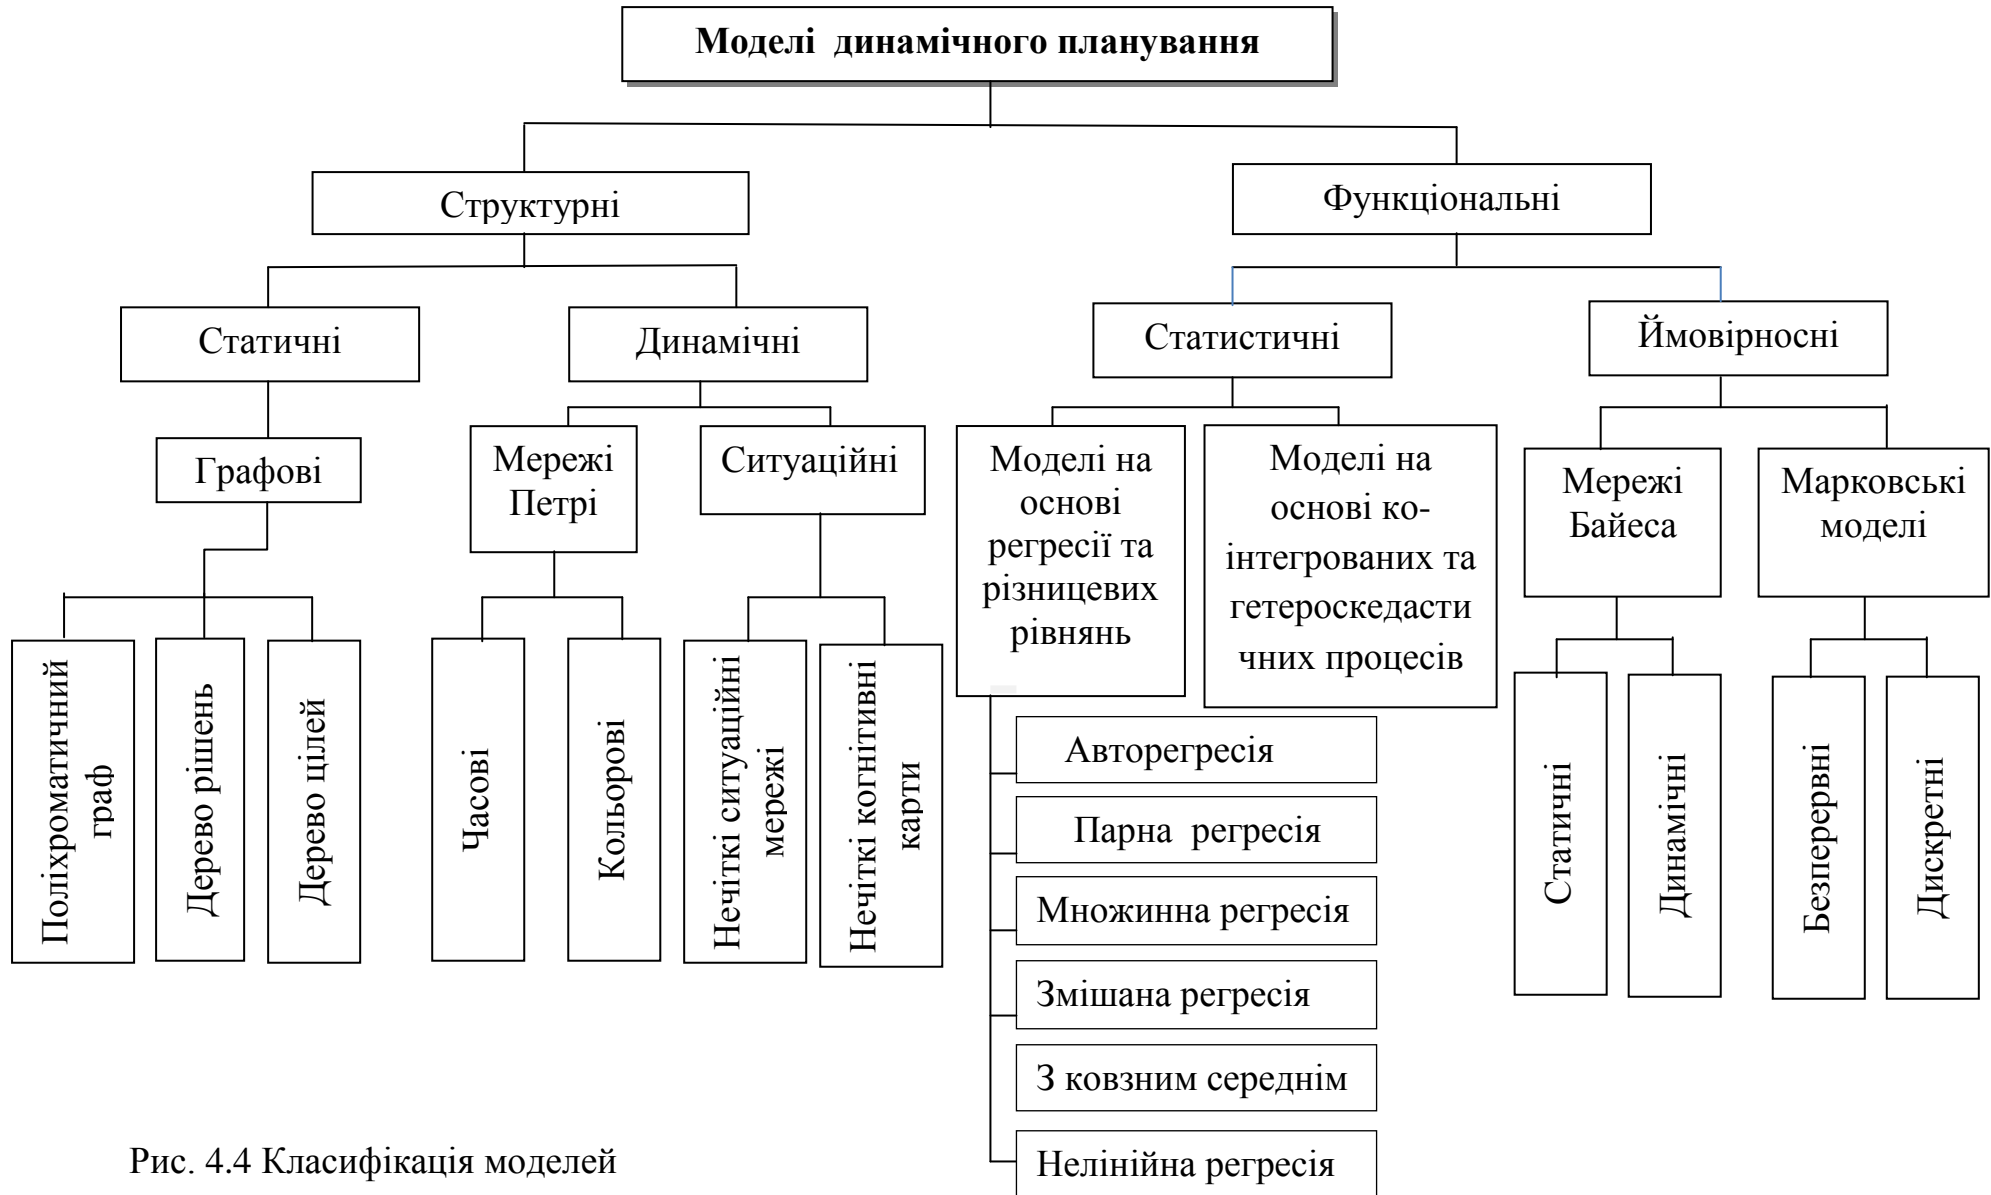 Моделі динамічного планування
Структурні
Функціональні
Статичні
Динамічні
Статистичні
Ймовірносні
Графові
Мережі
Петрі
Ситуаційні
Моделі на
основі
регресії та
різницевих
рівнянь
Моделі на
основі ко-
інтегрованих та
гетероскедасти
чних процесів
Мережі
Байеса
Марковські
моделі
Поліхроматичний
граф
Дерево рішень
Дерево цілей
Часові
Кольорові
Нечіткі ситуаційні
мережі
Нечіткі когнітивні
карти
Авторегресія
Парна регресія
Множинна регресія
Змішана регресія
З ковзним середнім
Нелінійна регресія
Статичні
Динамічні
Безперервні
Дискретні
Рис. 4.4 Класифікація моделей